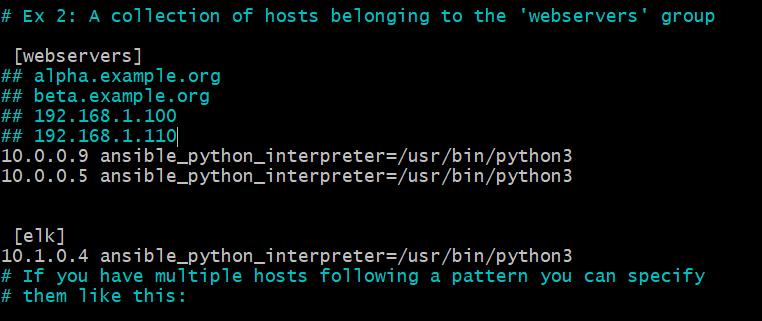 # Ex 2: A collection of hosts belonging to the 'webservers' group
[webservers]
## alpha.example.org
## beta.example.org
## 192.168.1.100
## 192.168.1.110
10.0.0.9 ansible_python_interpreter=/usr/bin/python3
10.0.0.5 ansible_python_interpreter=/usr/bin/python3
[elk]
10.1.0.4 ansible_python_interpreter=/usr/bin/python3
# If you have multiple hosts following a pattern you can specify
# them like this: